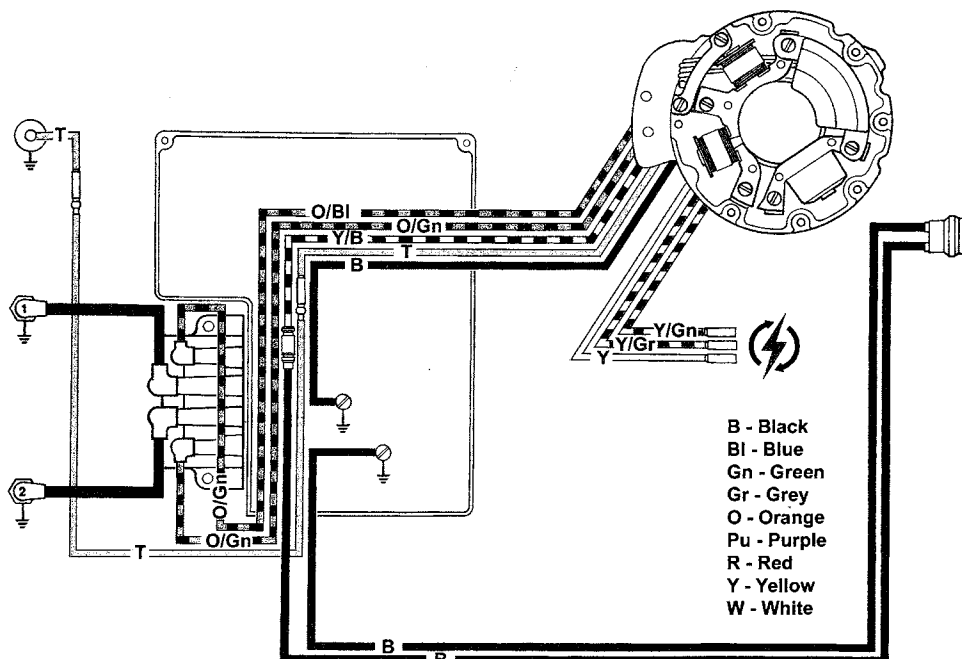 T
O/Bl
O/Gn
Y/B
T
B
1
Y/Gn
Y/Gr
Y
B - Black
Bl - Blue
Gn - Green
Gr - Grey
O - Orange
Pu - Purple
R - Red
Y - Yellow
W - White
2
O/Gn
O/Gn
T
B